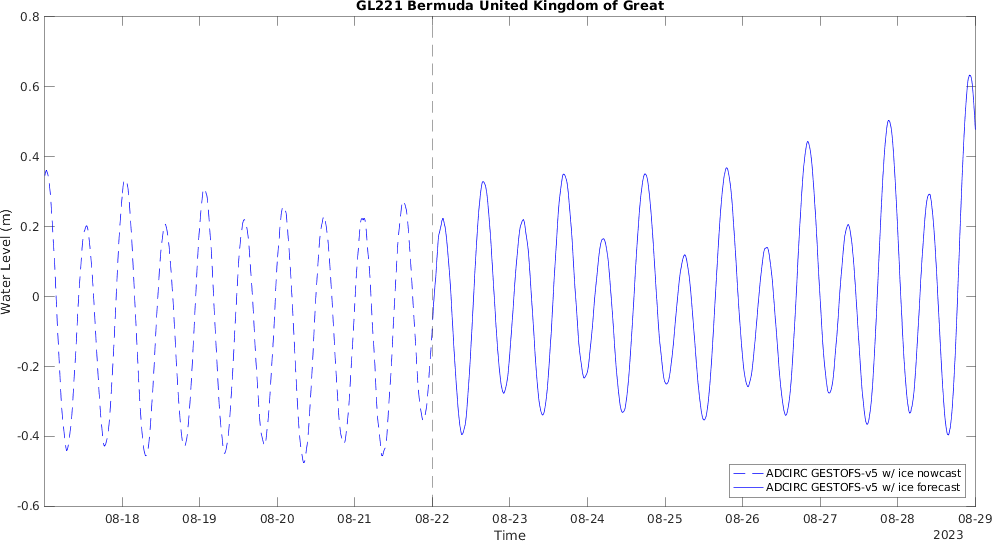 GL221 Bermuda United Kingdom of Great
0.8
0.6
0.4
0.2
0
-0.2
-0.4
-0.6
Water Level (m)
08-18 08-19 08-20 08-21 08-22 08-23 08-24 08-25 08-26 08-27 08-28 08-29
Time
2023
ADCIRC GESTOFS-v5 w/ ice nowcast
ADCIRC GESTOFS-v5 w/ ice forecast